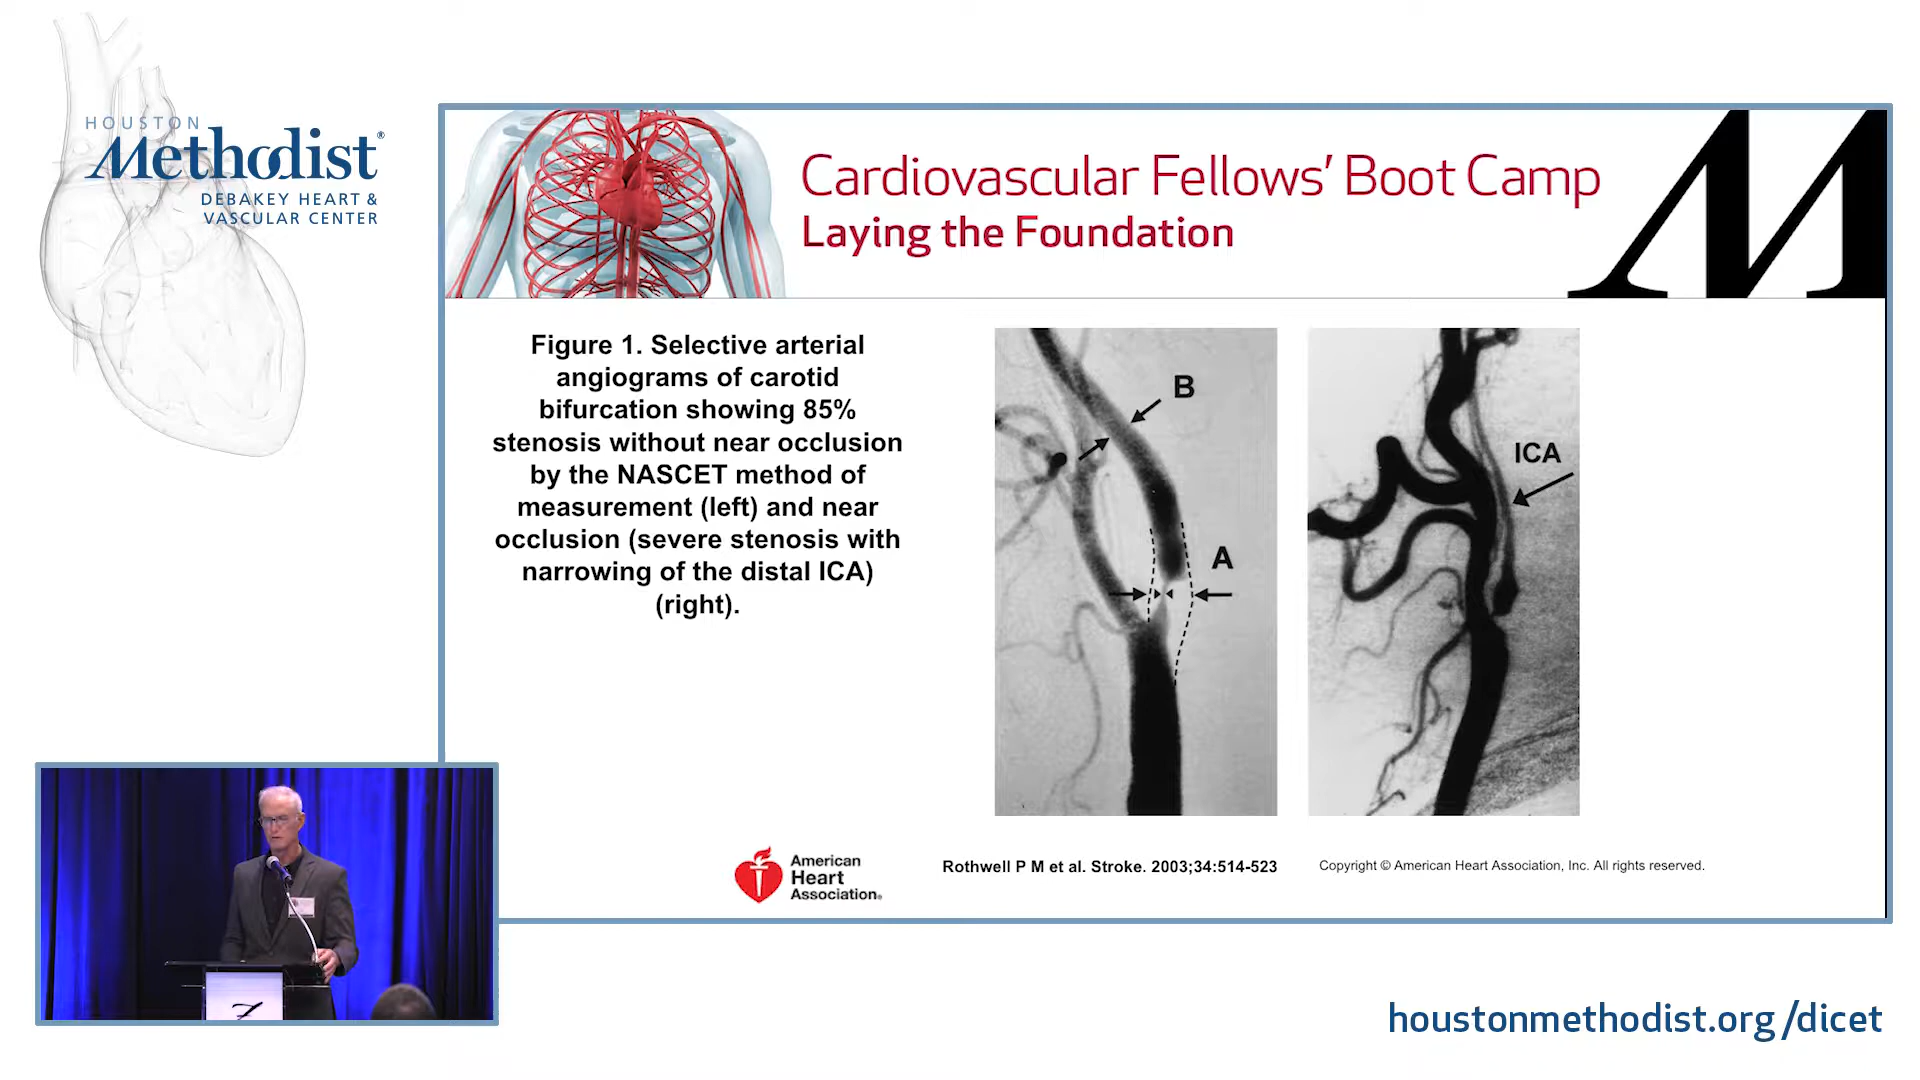 HOUSTON
Methodist®
DEBAKEY HEART &
VASCULAR CENTER
Cardiovascular Fellows’ Boot Camp
Laying the Foundation
M
Figure 1. Selective arterial
angiograms of carotid
bifurcation showing 85%
stenosis without near occlusion
by the NASCET method of
measurement (left) and near
occlusion (severe stenosis with
narrowing of the distal ICA)
(right).
B
A
ICA
American
Heart
Association®
Rothwell P M et al. Stroke. 2003;34:514-523
Copyright © American Heart Association, Inc. All rights reserved.
houstonmethodist.org/dicet